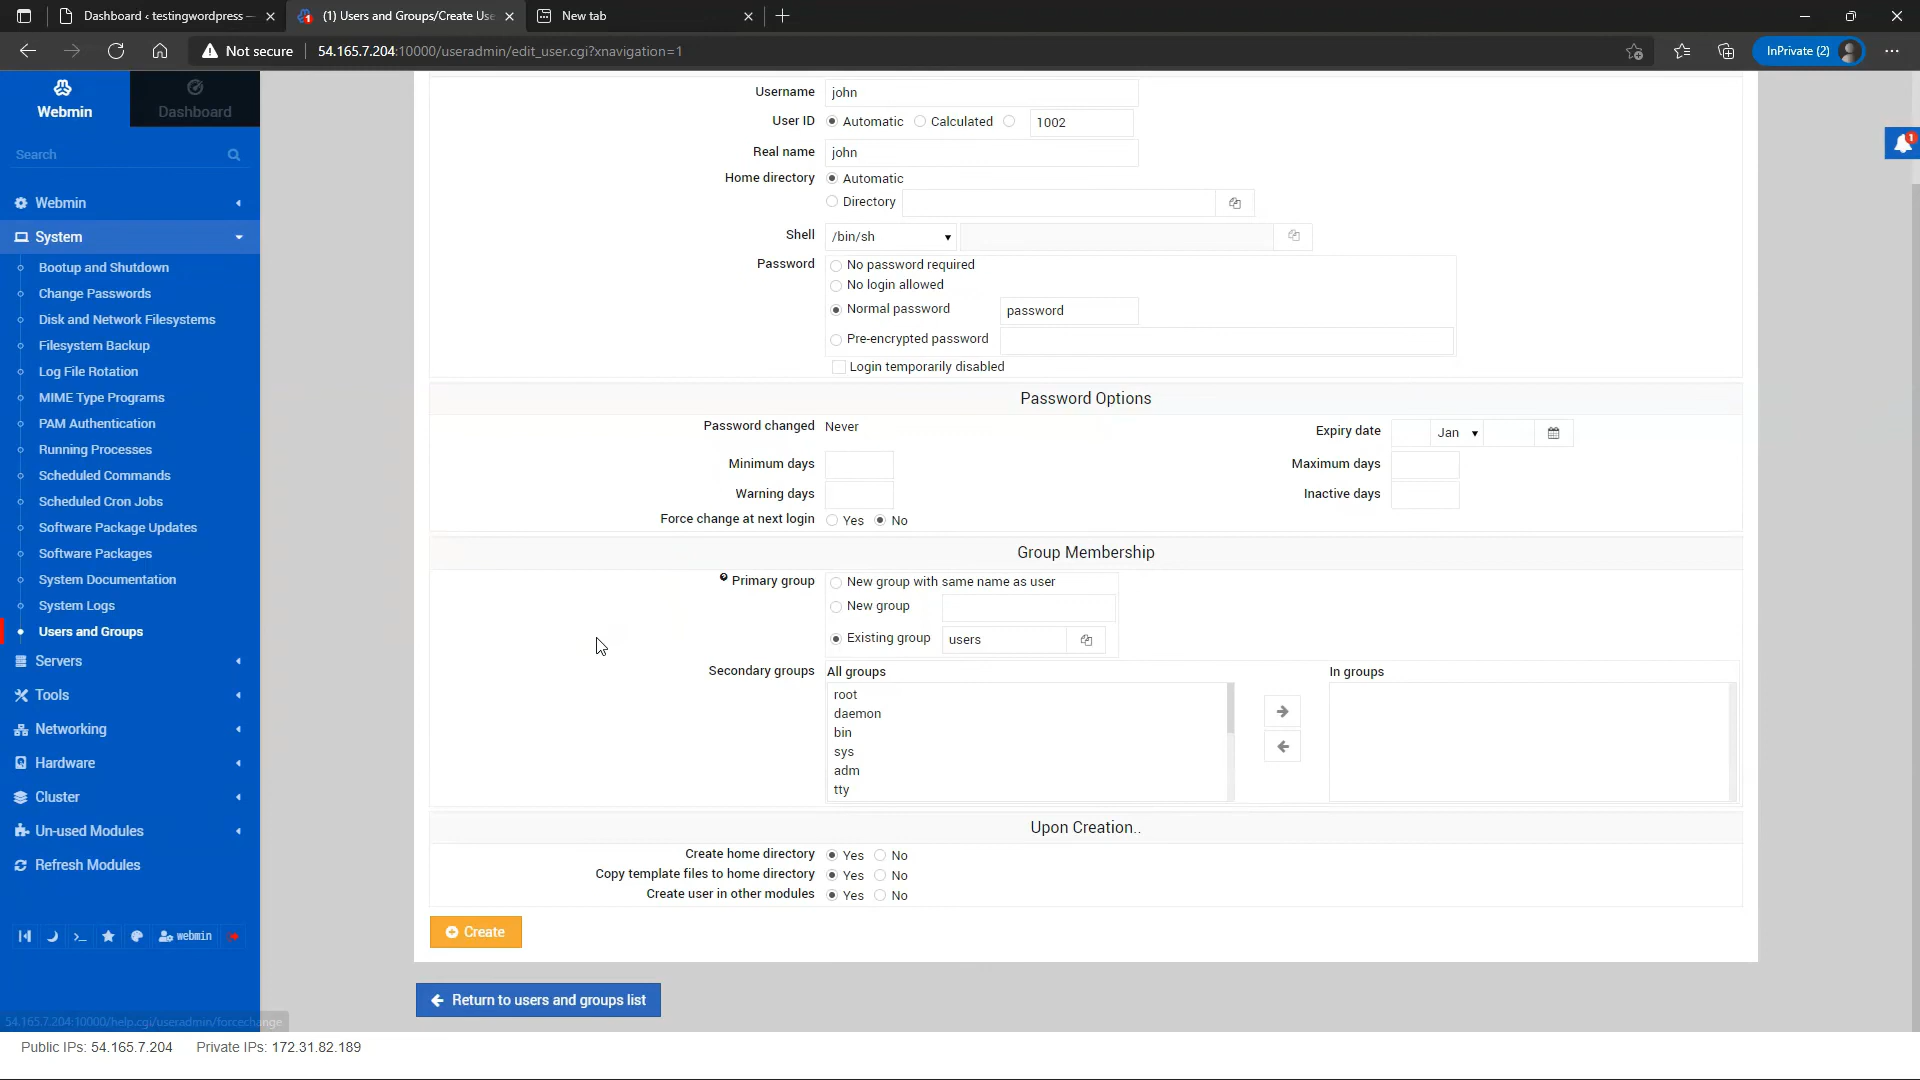 Dashboard ‹ testingwordpress —
(1) Users and Groups/Create Use
New tab
Not secure
54.165.7.204:10000/useradmin/edit_user.cgi?xnavigation=1
InPrivate (2)
Webmin
Dashboard
Search
Webmin
System
Bootup and Shutdown
Change Passwords
Disk and Network Filesystems
Filesystem Backup
Log File Rotation
MIME Type Programs
PAM Authentication
Running Processes
Scheduled Commands
Scheduled Cron Jobs
Software Package Updates
Software Packages
System Documentation
System Logs
Users and Groups
Servers
Tools
Networking
Hardware
Cluster
Un-used Modules
Refresh Modules
webmin
54.165.7.204:10000/help.cgi/useradmin/forcechange
1
Username john
User ID Automatic Calculated 1002
Real name john
Home directory Automatic
Directory
Shell /bin/sh
Password No password required
No login allowed
Normal password password
Pre-encrypted password
Login temporarily disabled
Password Options
Password changed Never Expiry date Jan
Minimum days Maximum days
Warning days Inactive days
Force change at next login Yes No
Group Membership
Primary group New group with same name as user
New group
Existing group users
Secondary groups All groups In groups
root
daemon
bin
sys
adm
tty
Upon Creation..
Create home directory Yes No
Copy template files to home directory Yes No
Create user in other modules Yes No
Create
Return to users and groups list
Public IPs: 54.165.7.204 Private IPs: 172.31.82.189